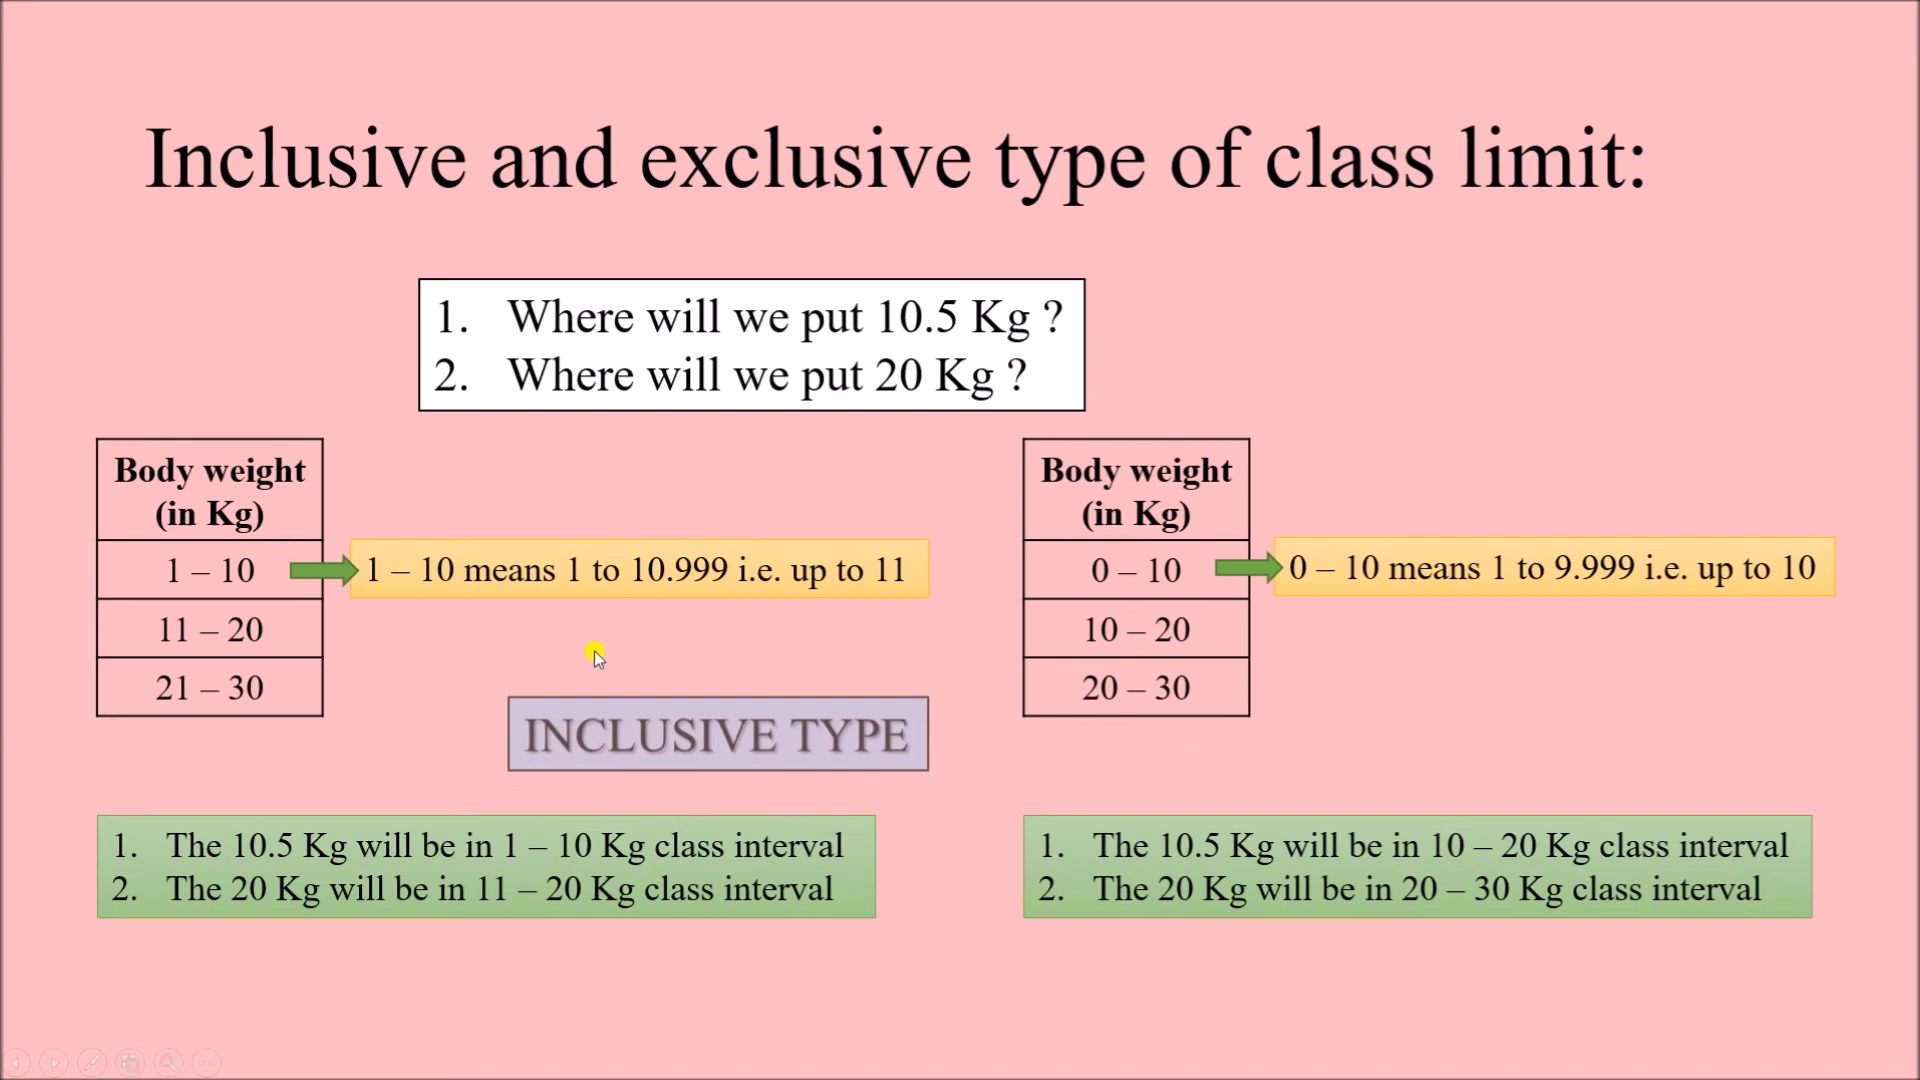 Inclusive and exclusive type of class limit:
1. Where will we put 10.5 Kg ?
2. Where will we put 20 Kg ?
Body weight
(in Kg)
1 – 10
11 – 20
21 – 30
1 – 10 means 1 to 10.999 i.e. up to 11
INCLUSIVE TYPE
1. The 10.5 Kg will be in 1 – 10 Kg class interval
2. The 20 Kg will be in 11 – 20 Kg class interval
Body weight
(in Kg)
0 – 10
10 – 20
20 – 30
0 – 10 means 1 to 9.999 i.e. up to 10
1. The 10.5 Kg will be in 10 – 20 Kg class interval
2. The 20 Kg will be in 20 – 30 Kg class interval